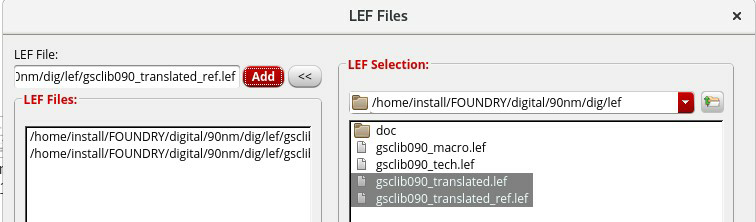 LEF Files
LEF File:
0nm/dig/lef/gsclib090_translated_ref.lef Add <<
LEF Files:
/home/install/FOUNDRY/digital/90nm/dig/lef/gsclib
/home/install/FOUNDRY/digital/90nm/dig/lef/gsclib
LEF Selection:
/home/install/FOUNDRY/digital/90nm/dig/lef
doc
gsclib090_macro.lef
gsclib090_tech.lef
gsclib090_translated.lef
gsclib090_translated_ref.lef